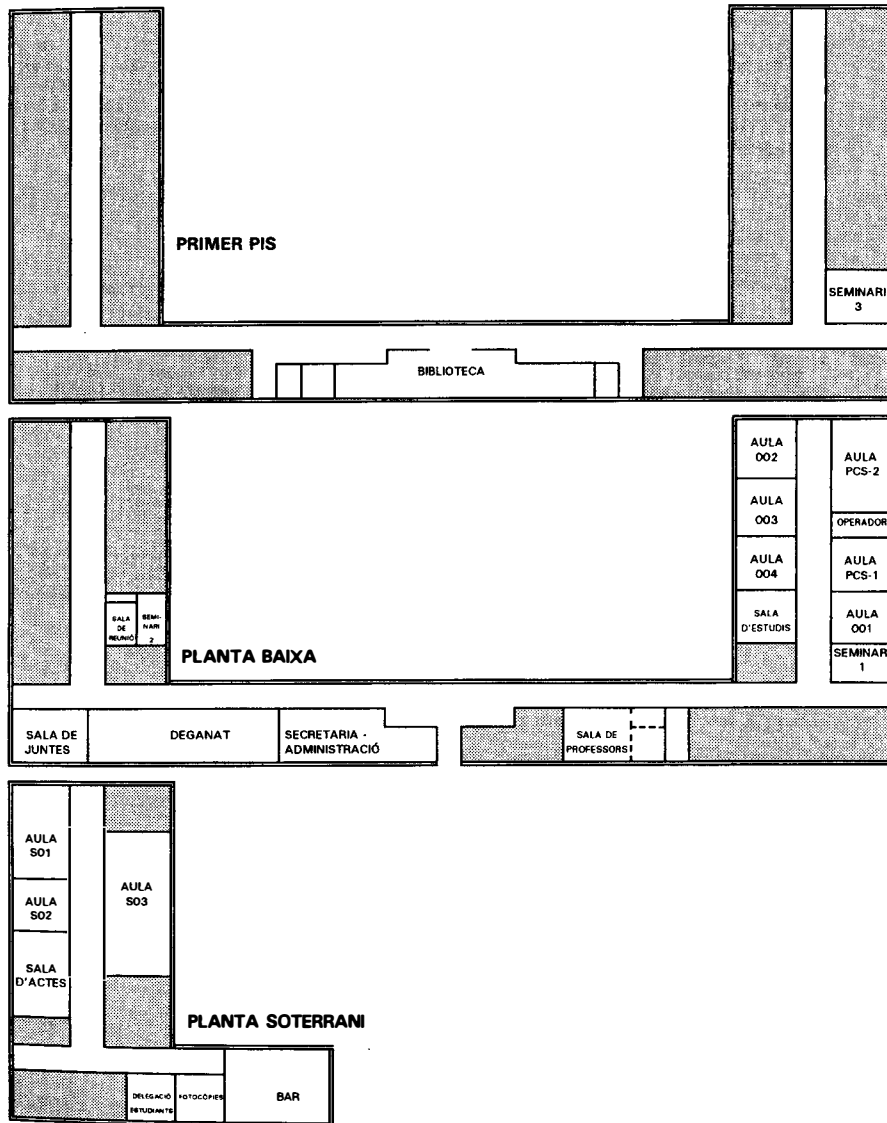 PRIMER PIS
SEMINARI
3
BIBLIOTECA
AULA
002
AULA
PCS-2
AULA
003
OPERADOR
AULA
004
AULA
PCS-1
SALA
D'ESTUDIS
AULA
001
SEMINARI
1
SALA
DE
REUNIÓ
SEMI-
NARI
2
PLANTA BAIXA
SALA DE
JUNTES
DEGANAT
SECRETARIA -
ADMINISTRACIÓ
SALA DE
PROFESSORS
AULA
S01
AULA
S02
AULA
S03
SALA
D'ACTES
PLANTA SOTERRANI
DELEGACIÓ
ESTUDIANTS
FOTOCÒPIES
BAR